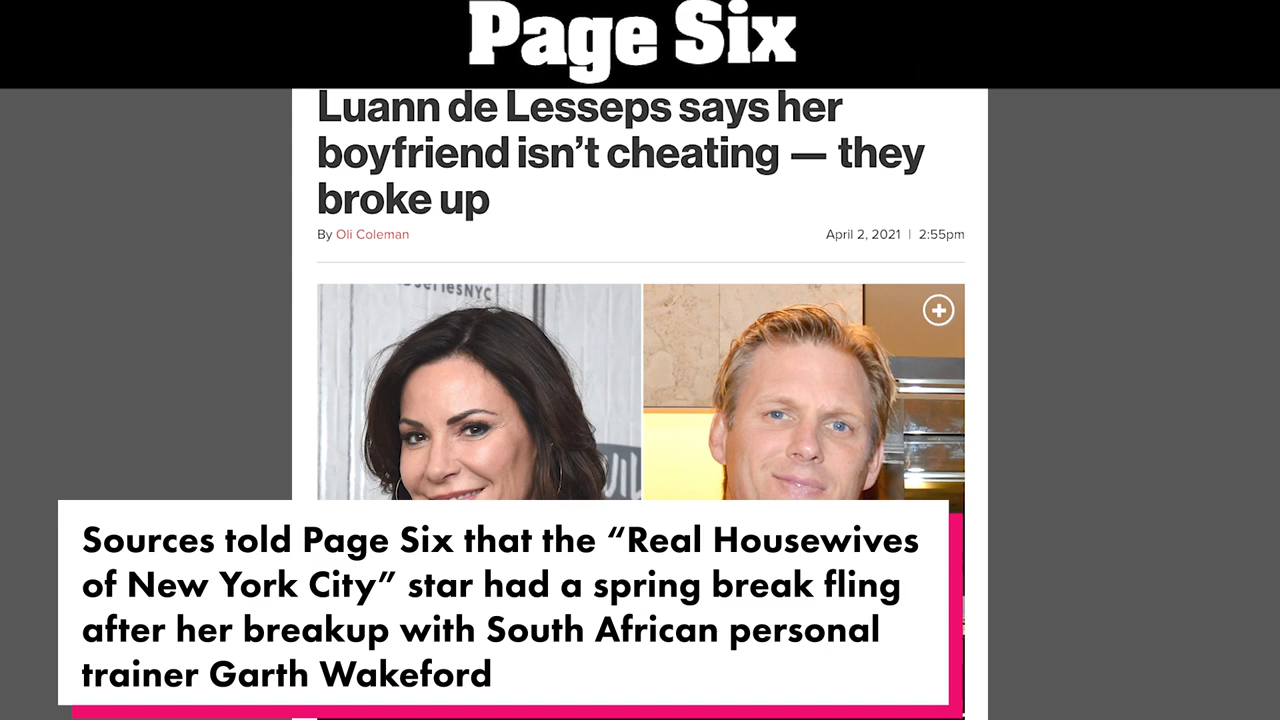 Page Six
Luann de Lesseps says her
boyfriend isn’t cheating — they
broke up
By Oli Coleman
April 2, 2021 | 2:55pm
Sources told Page Six that the “Real Housewives
of New York City” star had a spring break fling
after her breakup with South African personal
trainer Garth Wakeford